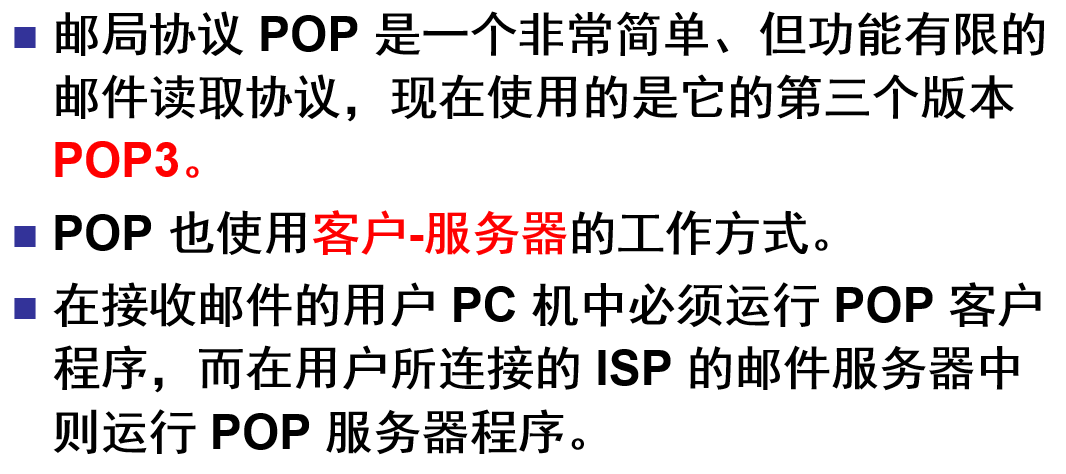 ■ 邮局协议 POP 是一个非常简单、但功能有限的
邮件读取协议，现在使用的是它的第三个版本
POP3。
■ POP 也使用客户-服务器的工作方式。
■ 在接收邮件的用户 PC 机中必须运行 POP 客户
程序，而在用户所连接的 ISP 的邮件服务器中
则运行 POP 服务器程序。